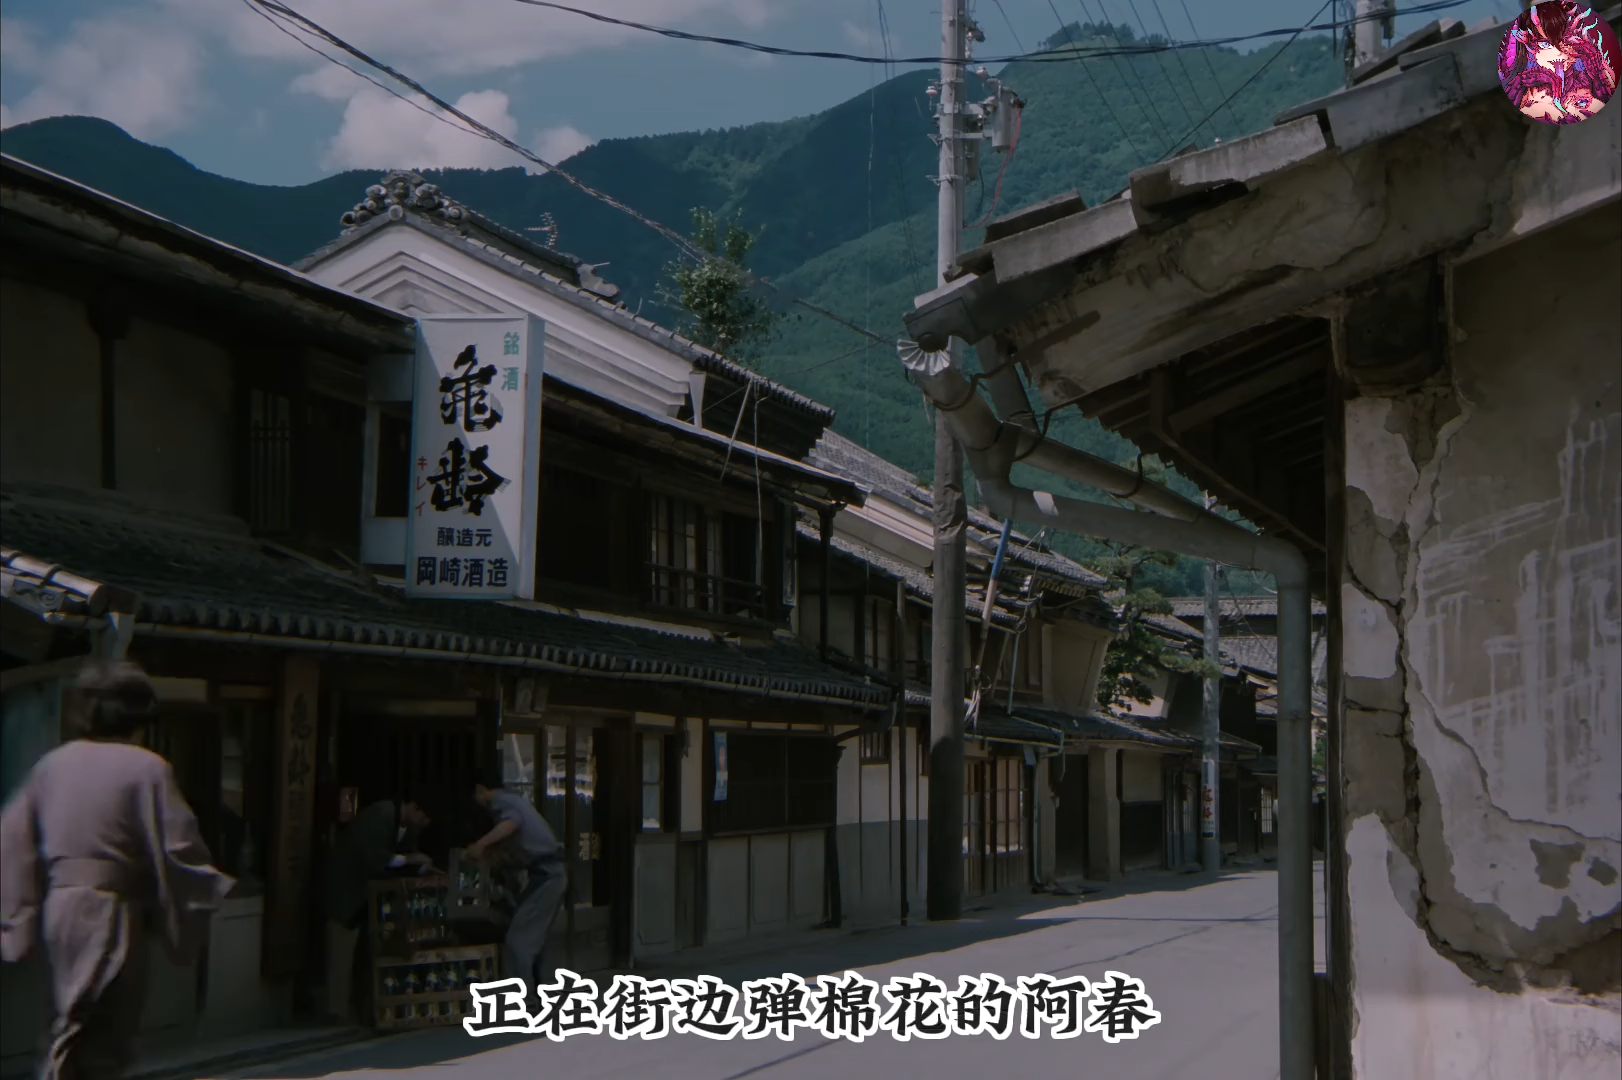 銘酒
亀齢
キレイ
醸造元
岡崎酒造
正在街边弹棉花的阿春